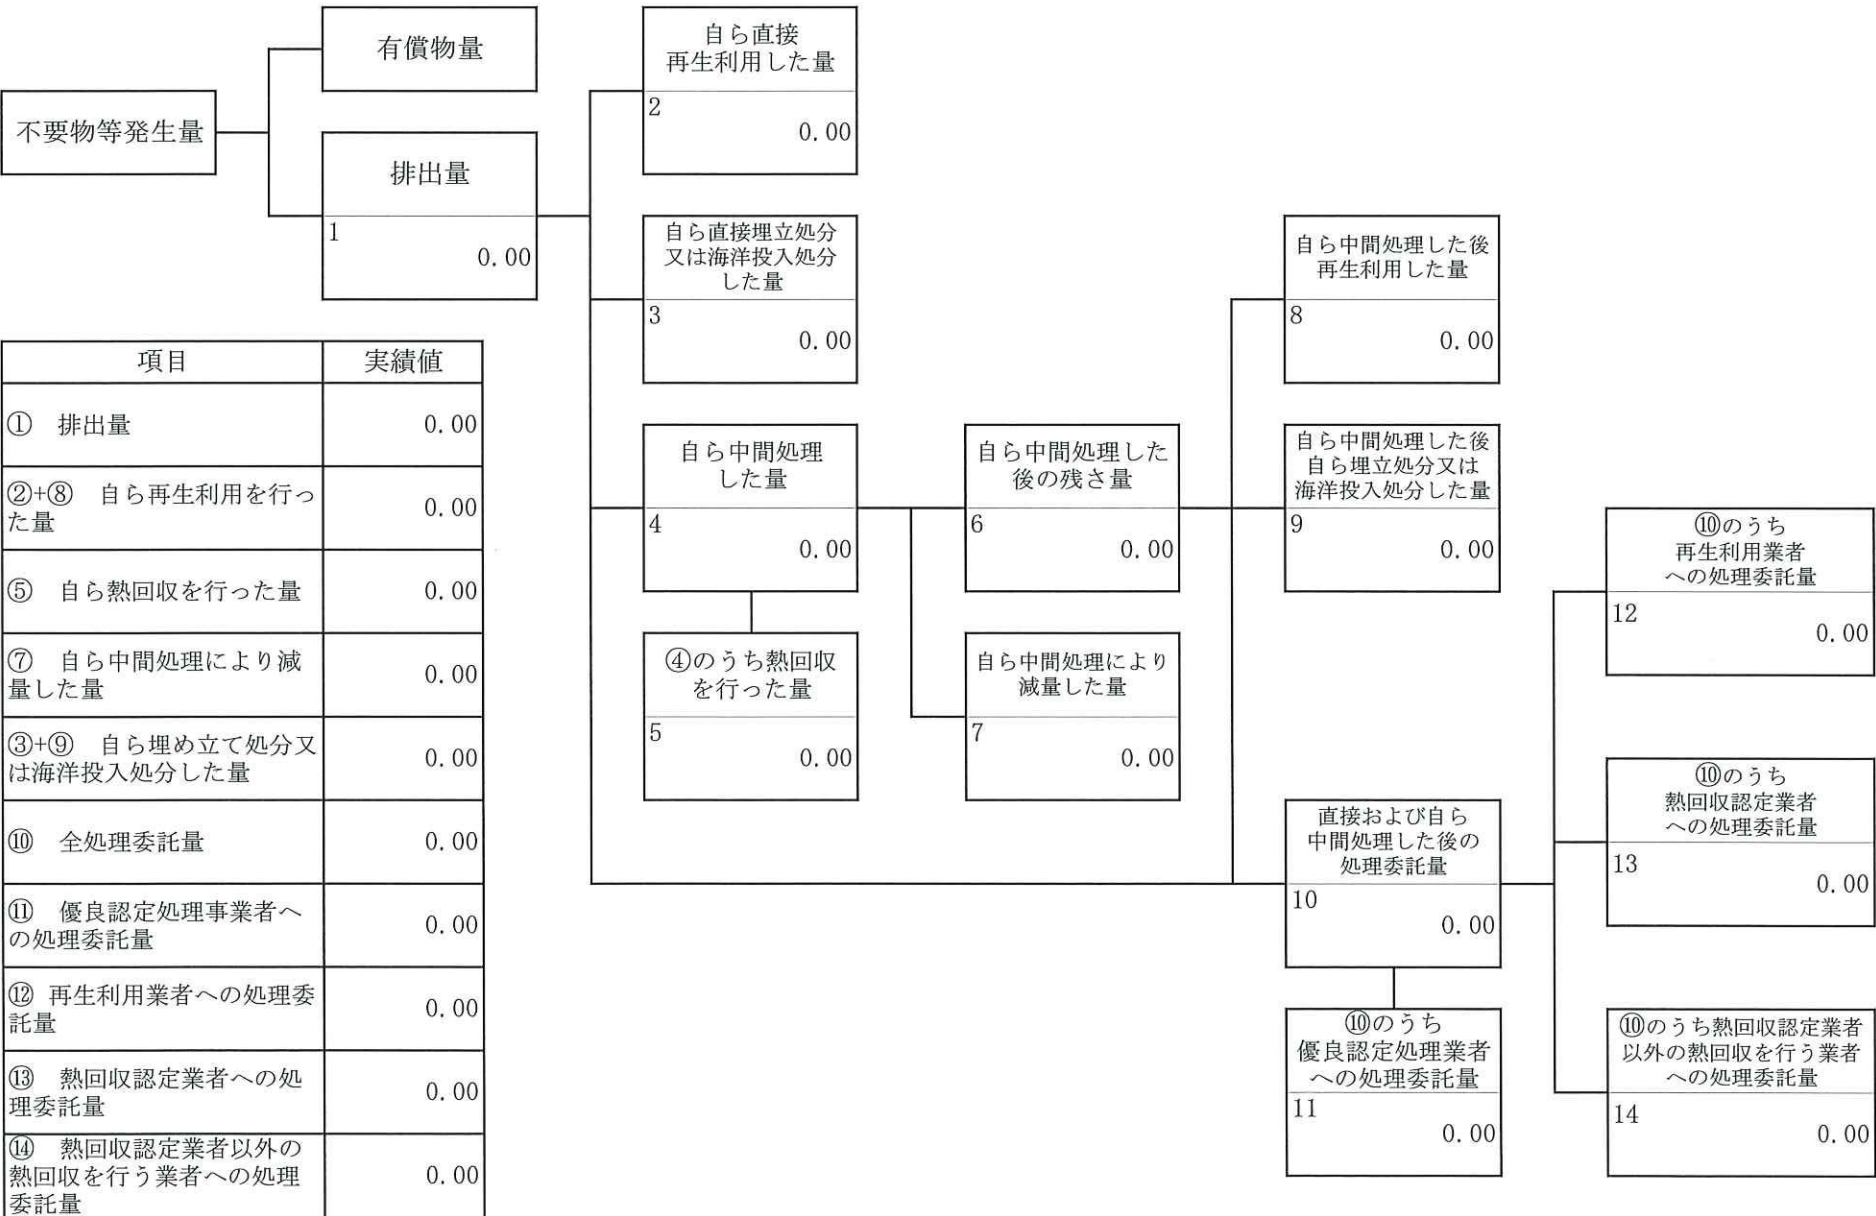 不要物等発生量
有償物量
排出量
1
0.00
自ら直接
再生利用した量
2
0.00
自ら直接埋立処分
又は海洋投入処分
した量
3
0.00
自ら中間処理
した量
4
0.00
④のうち熱回収
を行った量
5
0.00
自ら中間処理した
後の残さ量
6
0.00
自ら中間処理により
減量した量
7
0.00
自ら中間処理した後
再生利用した量
8
0.00
自ら中間処理した後
自ら埋立処分又は
海洋投入処分した量
9
0.00
直接および自ら
中間処理した後の
処理委託量
10
0.00
⑩のうち
優良認定処理業者
への処理委託量
11
0.00
⑩のうち
再生利用業者
への処理委託量
12
0.00
⑩のうち
熱回収認定業者
への処理委託量
13
0.00
⑩のうち熱回収認定業者
以外の熱回収を行う業者
への処理委託量
14
0.00
項目 実績値
① 排出量 0.00
②+⑧ 自ら再生利用を行っ
た量 0.00
⑤ 自ら熱回収を行った量 0.00
⑦ 自ら中間処理により減
量した量 0.00
③+⑨ 自ら埋め立て処分又
は海洋投入処分した量 0.00
⑩ 全処理委託量 0.00
⑪ 優良認定処理事業者へ
の処理委託量 0.00
⑫ 再生利用業者への処理委
託量 0.00
⑬ 熱回収認定業者への処
理委託量 0.00
⑭ 熱回収認定業者以外の
熱回収を行う業者への処理
委託量 0.00